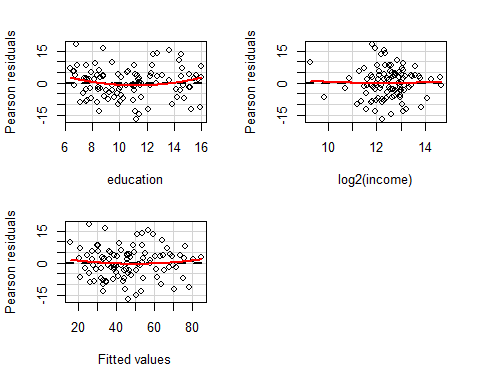 Pearson residuals
15
0
-15
6 8 10 12 14 16
education
Pearson residuals
15
0
-15
10 12 14
log2(income)
Pearson residuals
15
0
-15
20 40 60 80
Fitted values